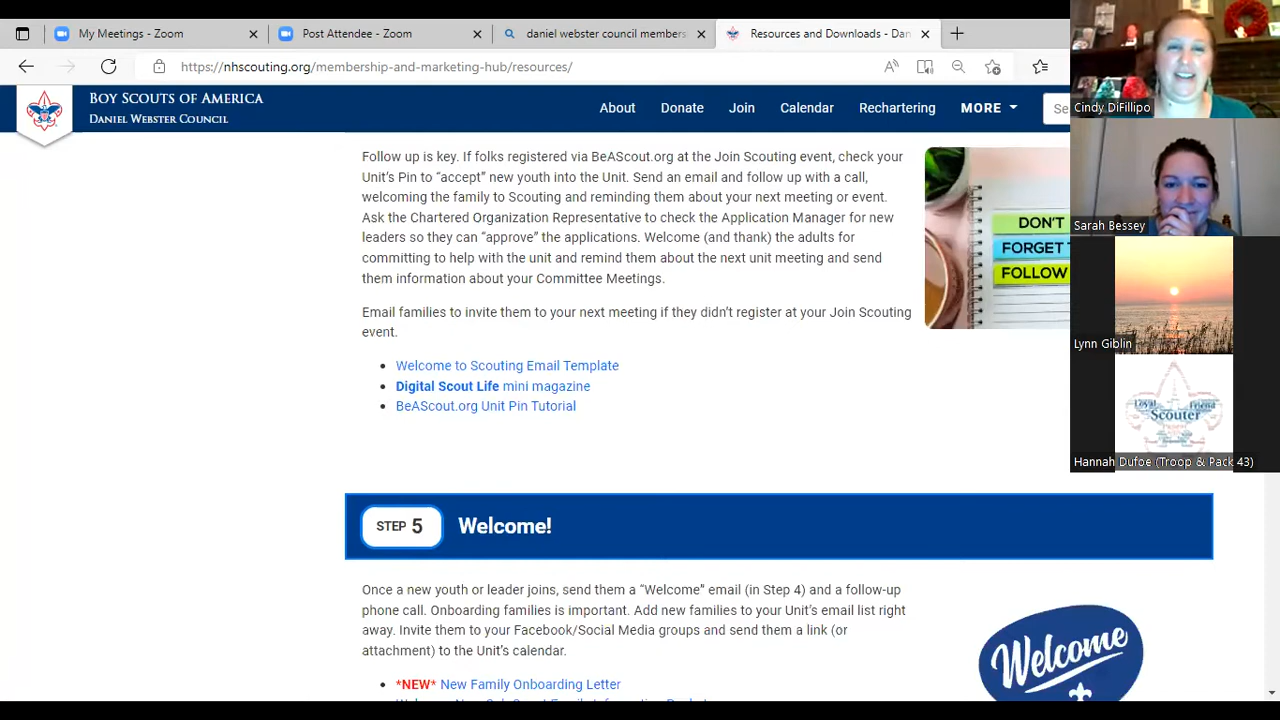 My Meetings - Zoom
Post Attendee - Zoom
daniel webster council members
Resources and Downloads - Dan
https://nhscouting.org/membership-and-marketing-hub/resources/
BOY SCOUTS OF AMERICA
DANIEL WEBSTER COUNCIL
About
Donate
Join
Calendar
Rechartering
MORE
Se
Follow up is key. If folks registered via BeAScout.org at the Join Scouting event, check your
Unit's Pin to “accept” new youth into the Unit. Send an email and follow up with a call,
welcoming the family to Scouting and reminding them about your next meeting or event.
Ask the Chartered Organization Representative to check the Application Manager for new
leaders so they can “approve” the applications. Welcome (and thank) the adults for
committing to help with the unit and remind them about the next unit meeting and send
them information about your Committee Meetings.
Email families to invite them to your next meeting if they didn't register at your Join Scouting
event.
Welcome to Scouting Email Template
Digital Scout Life mini magazine
BeAScout.org Unit Pin Tutorial
DON'T
FORGET T
FOLLOW
STEP 5
Welcome!
Once a new youth or leader joins, send them a “Welcome” email (in Step 4) and a follow-up
phone call. Onboarding families is important. Add new families to your Unit's email list right
away. Invite them to your Facebook/Social Media groups and send them a link (or
attachment) to the Unit's calendar.
*NEW* New Family Onboarding Letter
Welcome
Cindy DiFillipo
Sarah Bessey
Lynn Giblin
Loyal
Friend
Scouter
Hannah Dufoe (Troop & Pack 43)